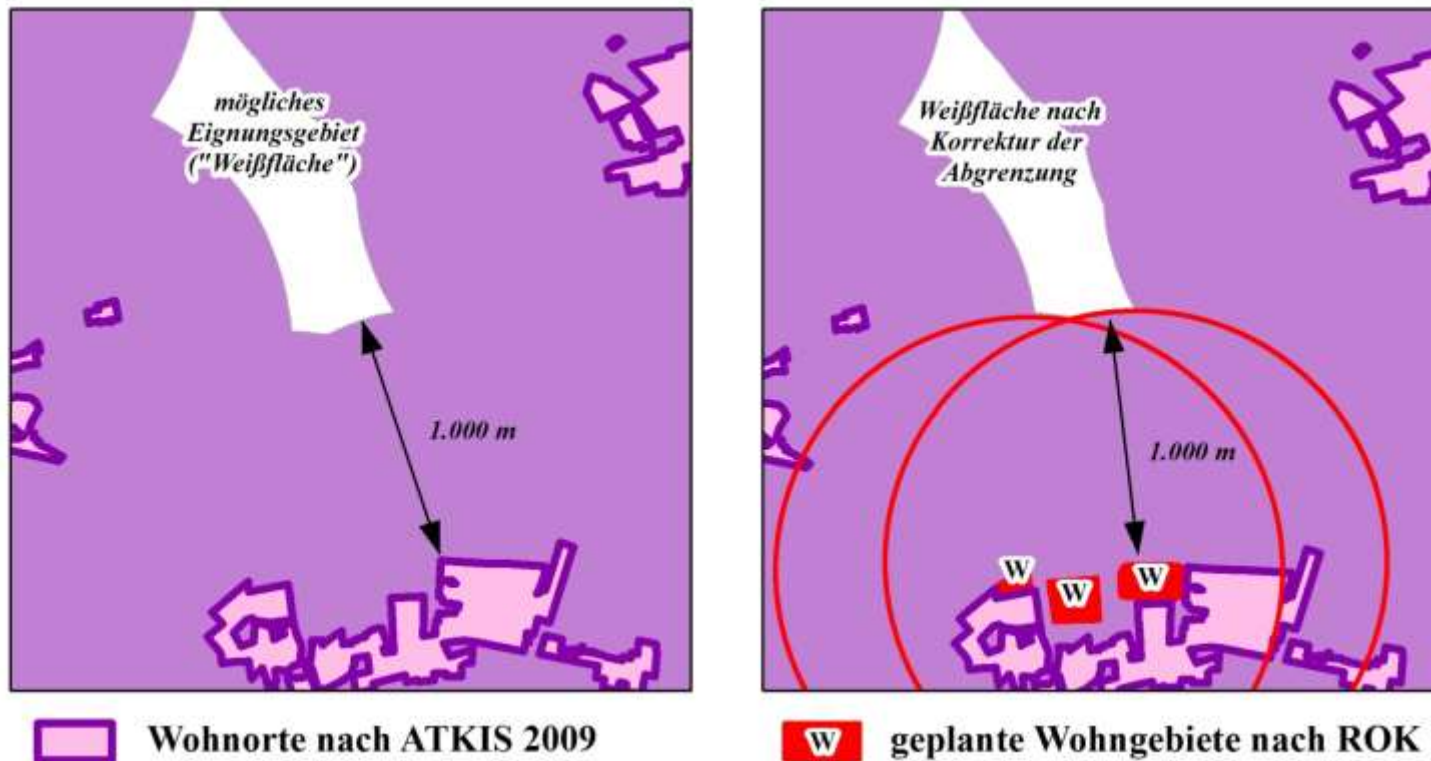 mögliches
Eignungsgebiet
("Weißfläche")
1.000 m
Wohnorte nach ATKIS 2009
Weißfläche nach
Korrektur der
Abgrenzung
1.000 m
W
W
W
W geplante Wohngebiete nach ROK